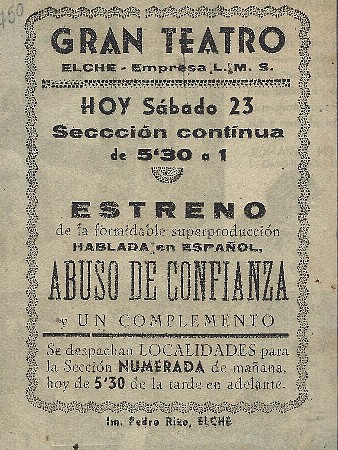 450
GRAN TEATRO
ELCHE - Empresa L. M. S.
HOY Sábado 23
Seccción contínua
de 5'30 a 1
ESTRENO
de la formidable superproducción
HABLADA en ESPAÑOL,
ABUSO DE CONFIANZA
y UN COMPLEMENTO
Se despachan LOCALIDADES para
la Sección NUMERADA de mañana,
hoy de 5'30 de la tarde en adelante.
Im. Pedro Rizo, ELCHE